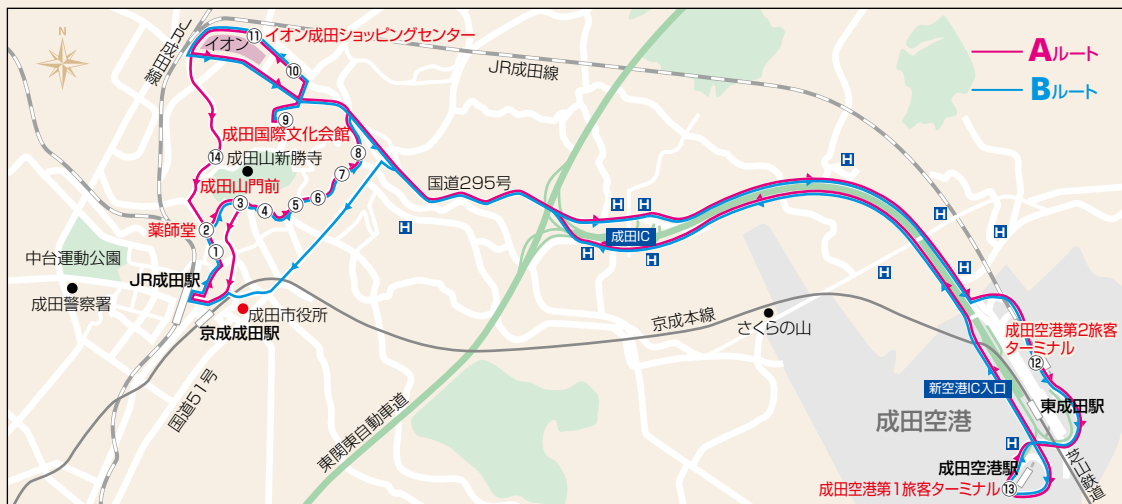 N
JR成田線
イオン
⑪
イオン成田ショッピングセンター
⑩
⑨
成田国際文化会館
JR成田線
Aルート
Bルート
⑭
成田山新勝寺
⑧
成田山門前
⑦
③
④
⑤
⑥
国道295号
薬師堂
②
①
H
H
H
H
H
H
H
H
H
H
H
成田IC
中台運動公園
JR成田駅
成田警察署
成田市役所
京成成田駅
京成本線
さくらの山
国道51号
東関東自動車道
成田空港第2旅客
ターミナル
⑫
新空港IC入口
東成田駅
成田空港
成田空港駅
成田空港第1旅客ターミナル
⑬
芝山鉄道